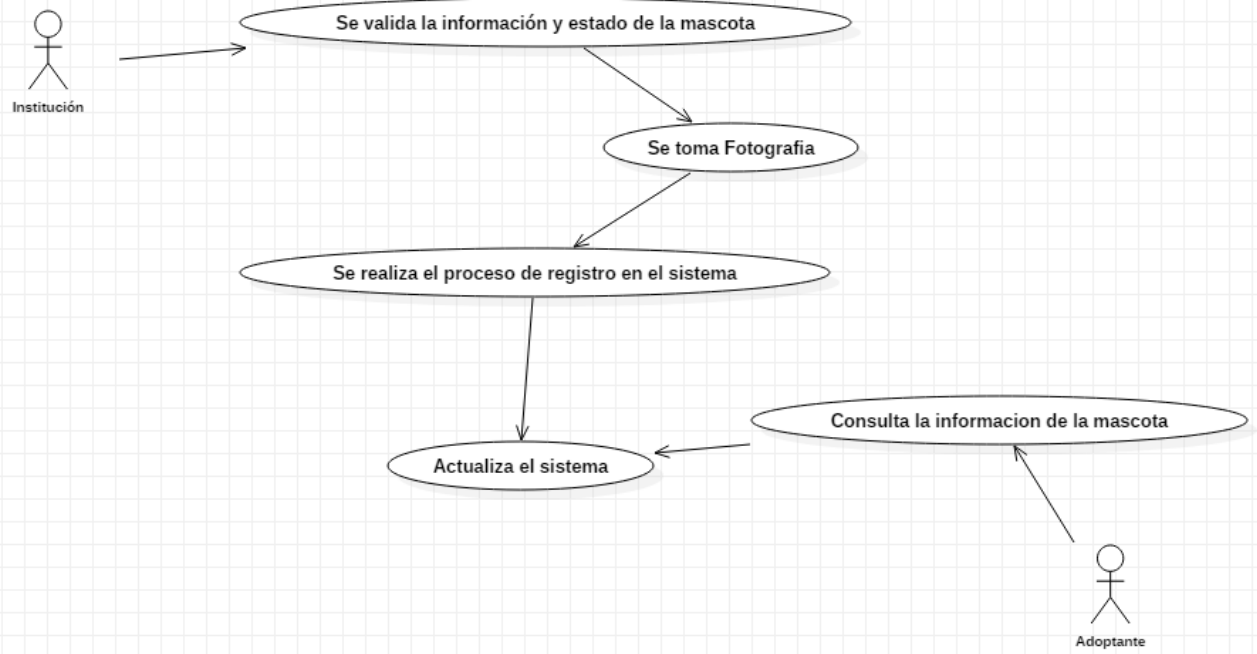 Se valida la información y estado de la mascota
Institución
Se toma Fotografia
Se realiza el proceso de registro en el sistema
Consulta la informacion de la mascota
Actualiza el sistema
Adoptante